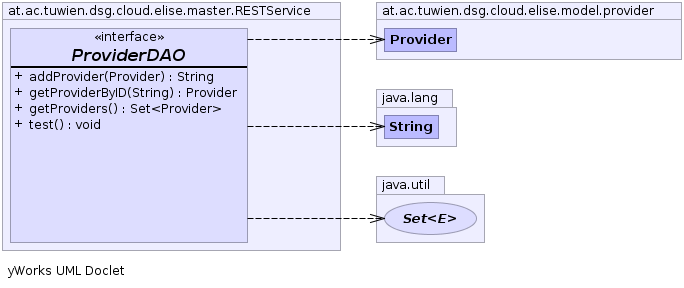 at.ac.tuwien.dsg.cloud.elise.master.RESTService
«interface»
ProviderDAO
+ addProvider(Provider) : String
+ getProviderByID(String) : Provider
+ getProviders() : Set<Provider>
+ test() : void
at.ac.tuwien.dsg.cloud.elise.model.provider
Provider
java.lang
String
java.util
Set<E>
yWorks UML Doclet